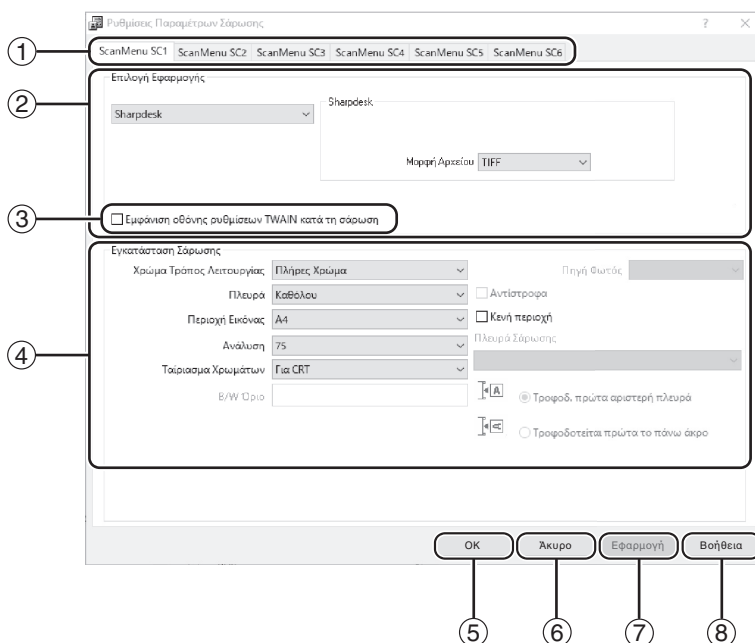 Ρυθμίσεις Παραμέτρων Σάρωσης ? ×
① ScanMenu SC1 ScanMenu SC2 ScanMenu SC3 ScanMenu SC4 ScanMenu SC5 ScanMenu SC6
Επιλογή Εφαρμογής
②
Sharpdesk
Sharpdesk
Μορφή Αρχείου TIFF
③ Εμφάνιση οθόνης ρυθμίσεων TWAIN κατά τη σάρωση
Εγκατάσταση Σάρωσης
Χρώμα Τρόπος Λειτουργίας Πλήρες Χρώμα Πηγή Φωτός
Πλευρά Καθόλου Αντίστροφα
Περιοχή Εικόνας A4 Κενή περιοχή
④
Ανάλυση 75 Πλευρά Σάρωσης
Ταίριασμα Χρωμάτων Για CRT
B/W Όριο A Τροφοδ. πρώτα αριστερή πλευρά
A Τροφοδοτείται πρώτα το πάνω άκρο
OK Άκυρο Εφαρμογή Βοήθεια
⑤ ⑥ ⑦ ⑧